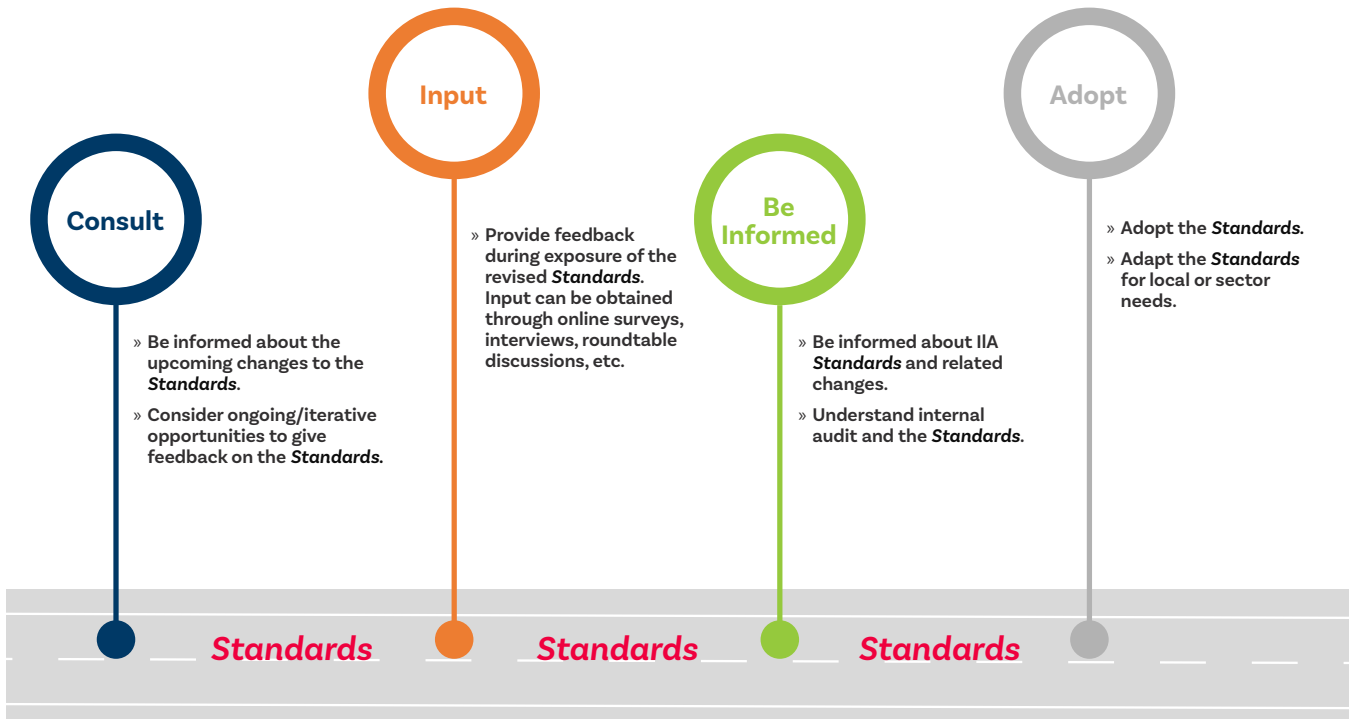 Consult
» Be informed about the
upcoming changes to the
Standards.
» Consider ongoing/iterative
opportunities to give
feedback on the Standards.
Input
» Provide feedback
during exposure of the
revised Standards.
Input can be obtained
through online surveys,
interviews, roundtable
discussions, etc.
Be
Informed
» Be informed about IIA
Standards and related
changes.
» Understand internal
audit and the Standards.
Adopt
» Adopt the Standards.
» Adapt the Standards
for local or sector
needs.
Standards
Standards
Standards